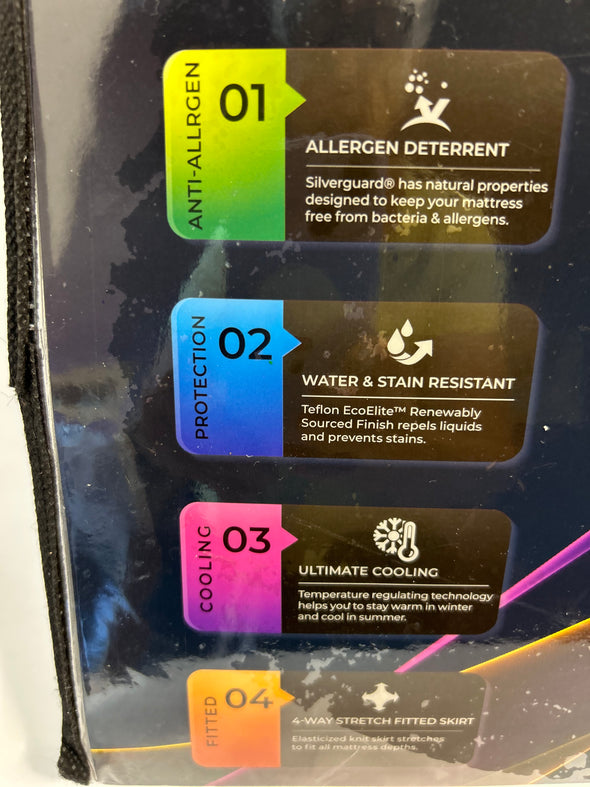 ANTI-ALLRGEN
01
ALLERGEN DETERRENT
Silverguard® has natural properties
designed to keep your mattress
free from bacteria & allergens.
PROTECTION
02
WATER & STAIN RESISTANT
Teflon EcoElite™ Renewably
Sourced Finish repels liquids
and prevents stains.
COOLING
03
ULTIMATE COOLING
Temperature regulating technology
helps you to stay warm in winter
and cool in summer.
FITTED
04
4-WAY STRETCH FITTED SKIRT
Elasticized knit skirt stretches
to fit all mattress depths.